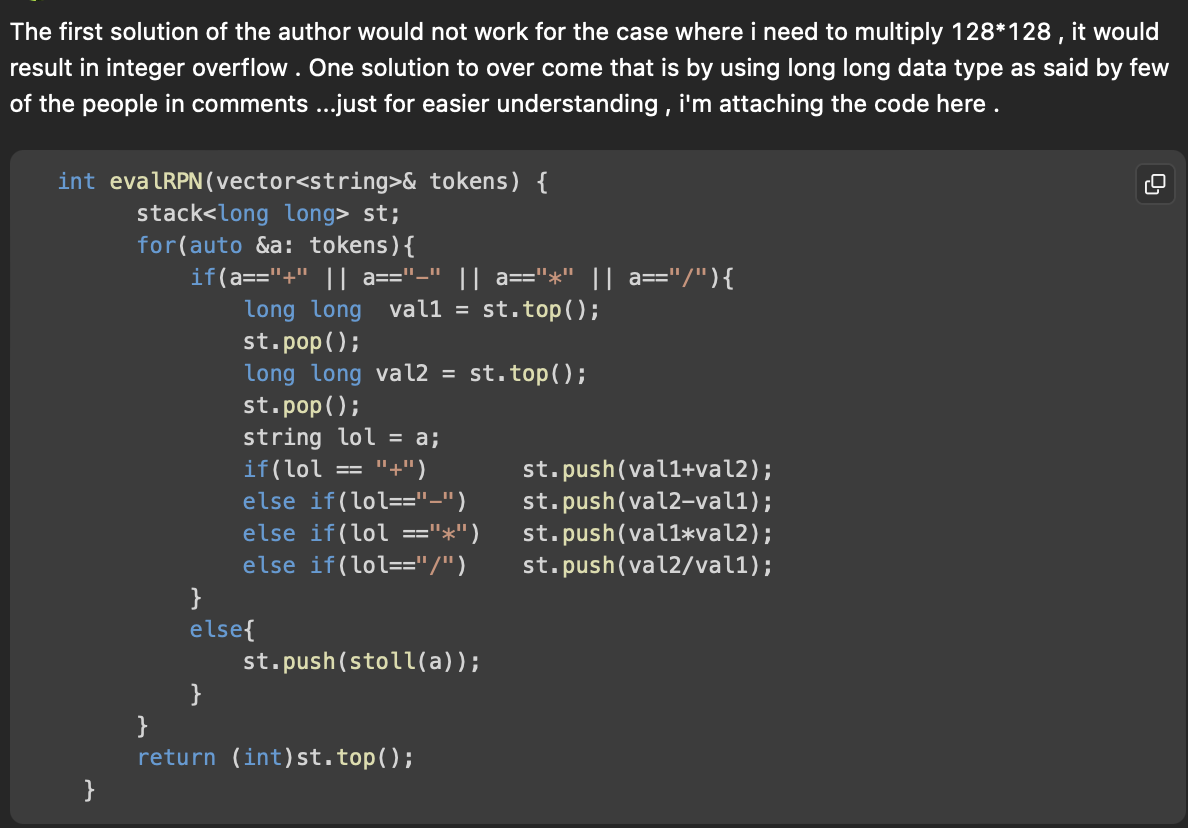 The first solution of the author would not work for the case where i need to multiply 128*128 , it would
result in integer overflow . One solution to over come that is by using long long data type as said by few
of the people in comments ...just for easier understanding , i'm attaching the code here .
int evalRPN(vector<string>& tokens) {
stack<long long> st;
for(auto &a: tokens){
if(a=="+" || a=="-" || a=="*" || a=="/"){
long long  val1 = st.top();
st.pop();
long long val2 = st.top();
st.pop();
string lol = a;
if(lol == "+")       st.push(val1+val2);
else if(lol=="-")    st.push(val2-val1);
else if(lol =="*")   st.push(val1*val2);
else if(lol=="/")    st.push(val2/val1);
}
else{
st.push(stoll(a));
}
}
return (int)st.top();
}